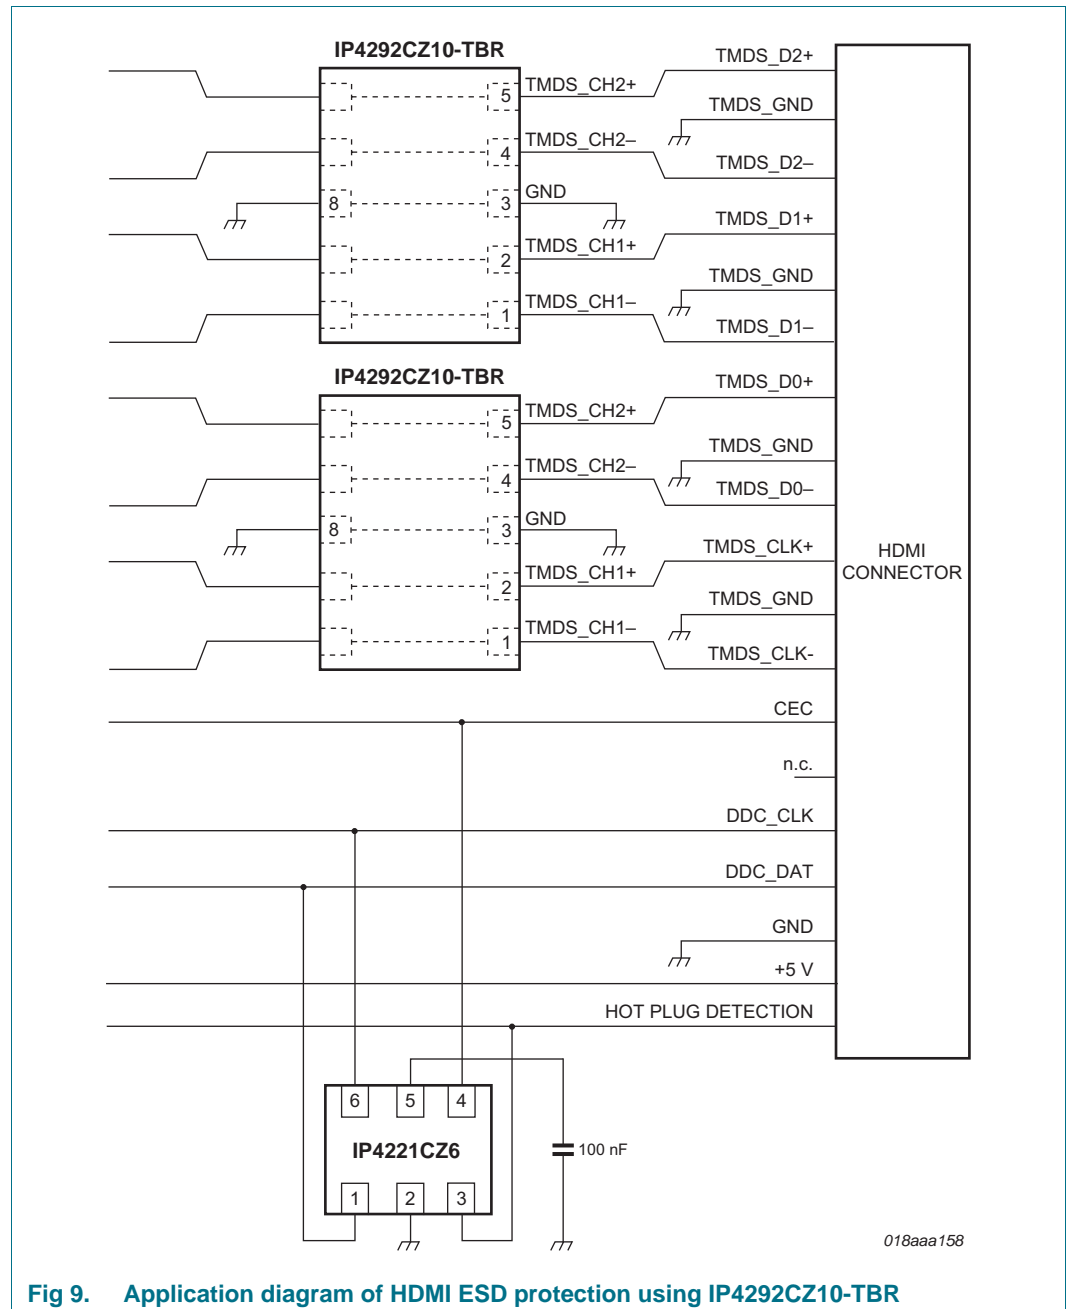 IP4292CZ10-TBR
TMDS_D2+
5
TMDS_CH2+
TMDS_GND
4
TMDS_CH2–
TMDS_D2–
8
3
GND
TMDS_D1+
2
TMDS_CH1+
TMDS_GND
1
TMDS_CH1–
TMDS_D1–
IP4292CZ10-TBR
TMDS_D0+
5
TMDS_CH2+
TMDS_GND
4
TMDS_CH2–
TMDS_D0–
8
3
GND
TMDS_CLK+
HDMI
CONNECTOR
2
TMDS_CH1+
TMDS_GND
1
TMDS_CH1–
TMDS_CLK-
CEC
n.c.
DDC_CLK
DDC_DAT
GND
+5 V
HOT PLUG DETECTION
6
5
4
IP4221CZ6
100 nF
1
2
3
018aaa158
Fig 9. Application diagram of HDMI ESD protection using IP4292CZ10-TBR